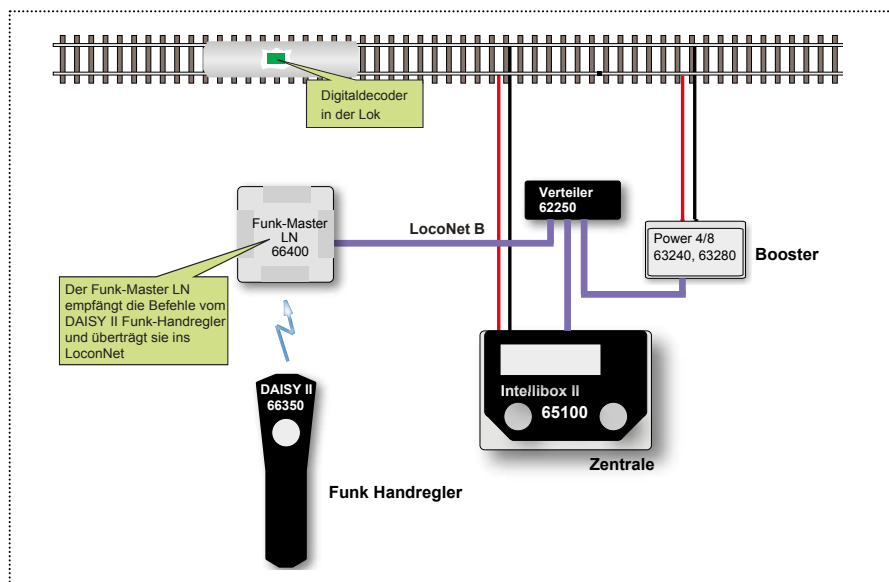 Digitaldecoder
in der Lok
Verteiler
62250
Funk-Master
LN
66400
LocoNet B
Power 4/8
63240, 63280
Booster
Der Funk-Master LN
empfängt die Befehle vom
DAISY II Funk-Handregler
und überträgt sie ins
LoconNet
DAISY II
66350
Intellibox II
65100
Zentrale
Funk Handregler